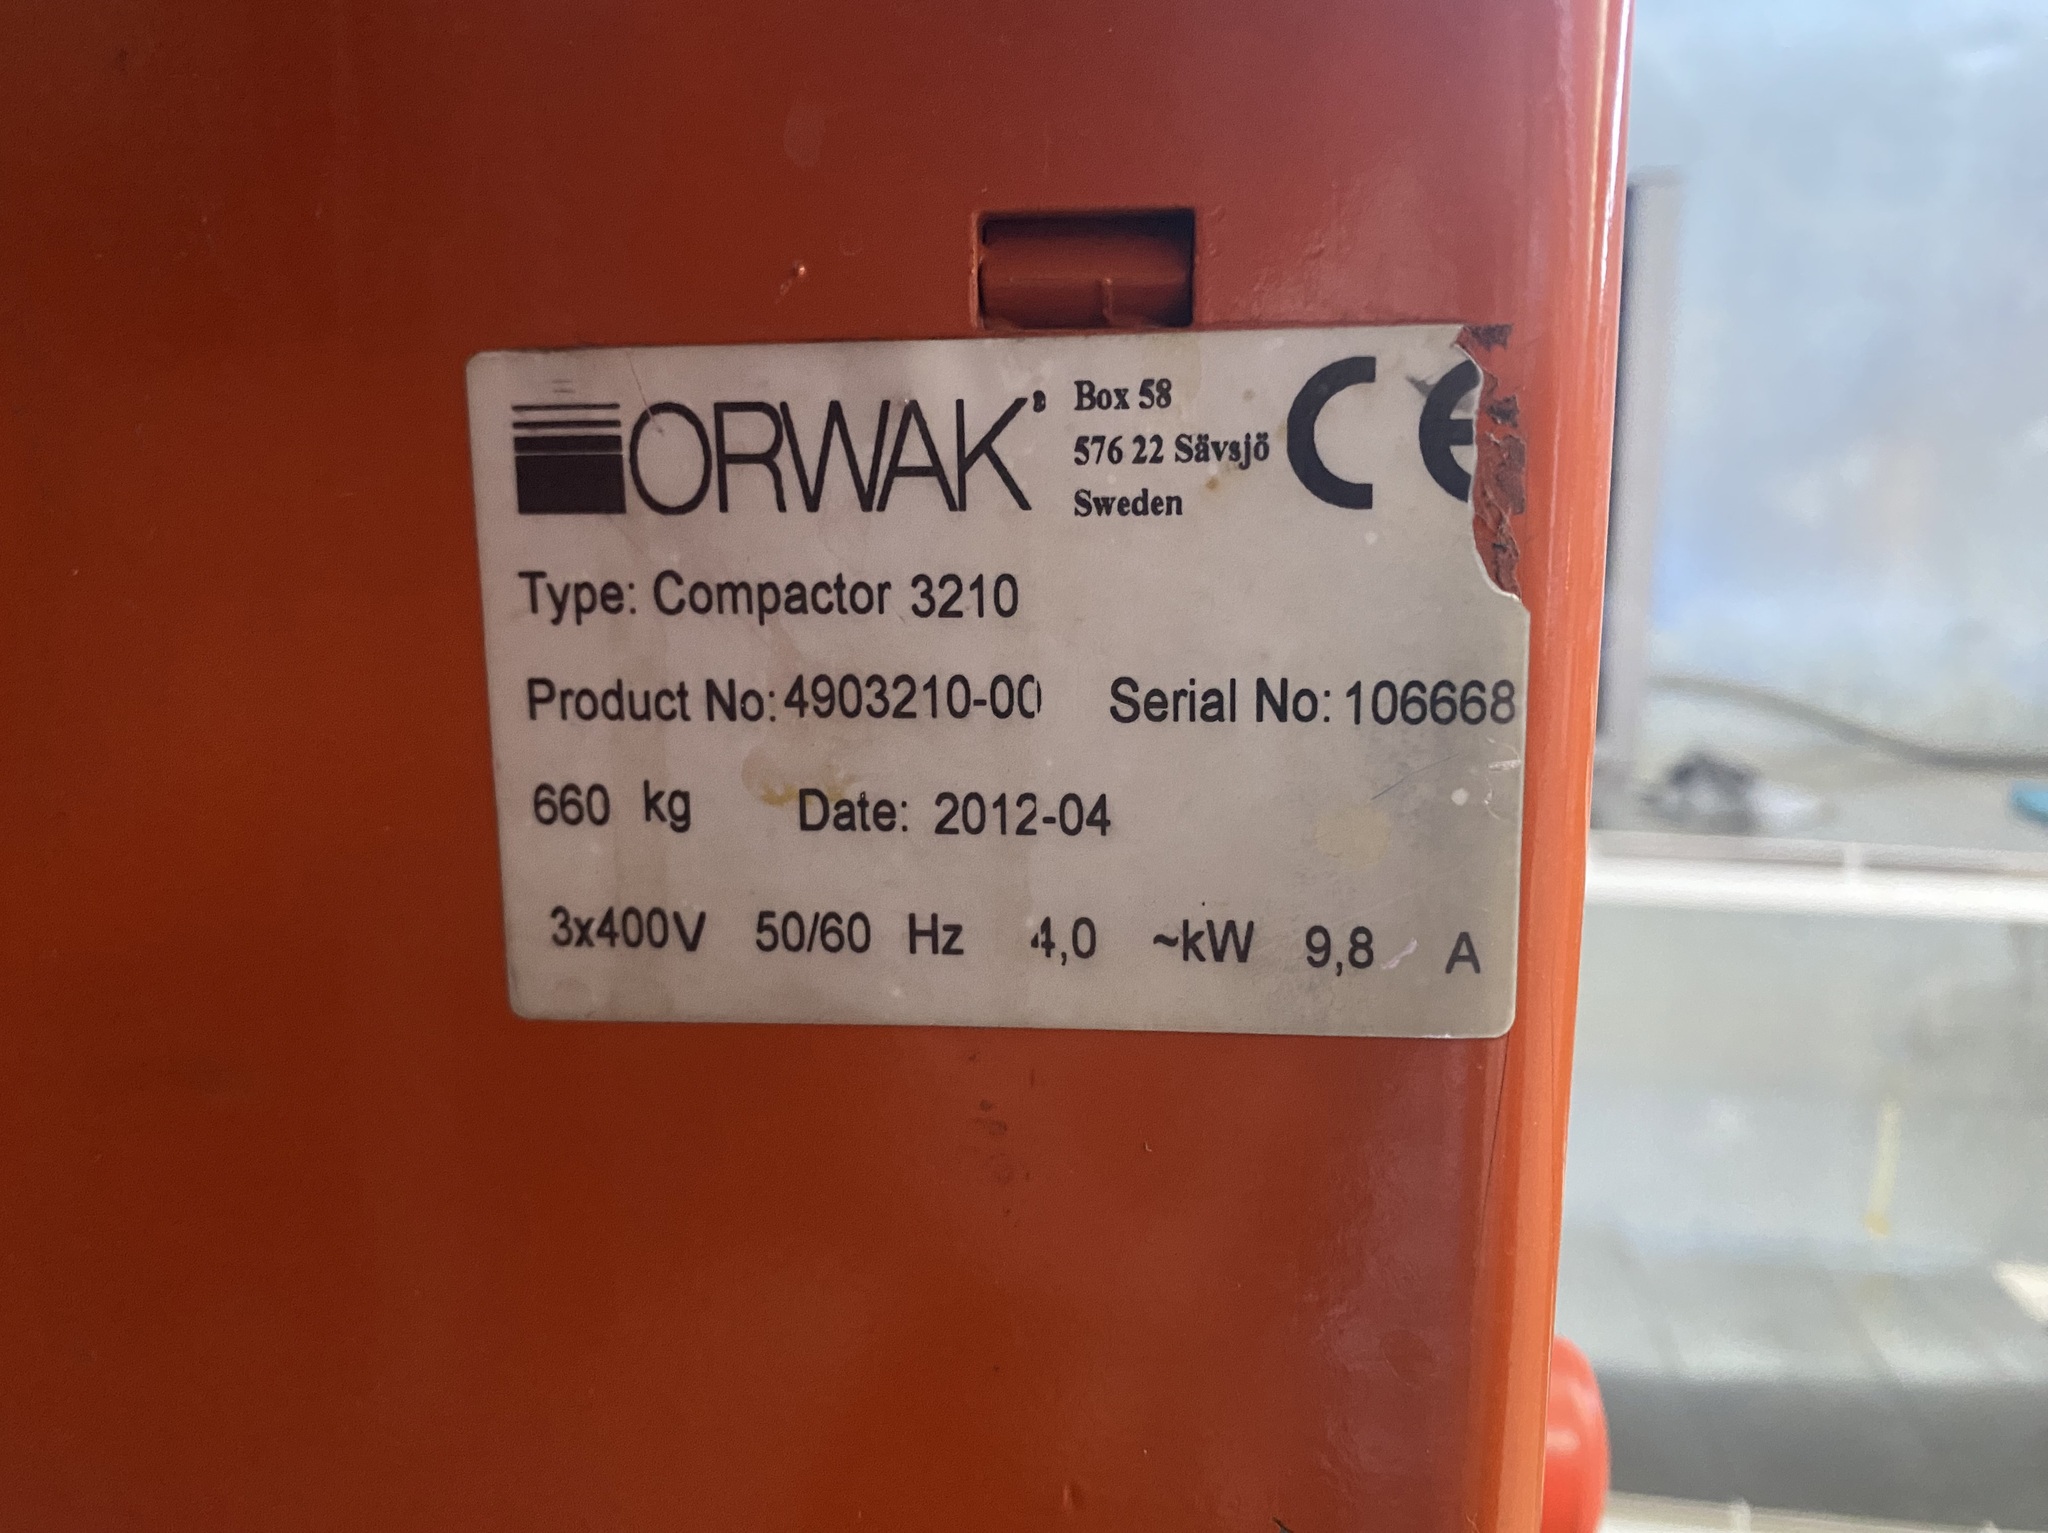 ORWAK®
Box 58
576 22 Sävsjö
Sweden
CE
Type: Compactor 3210
Product No: 4903210-00 Serial No: 106668
660 kg Date: 2012-04
3x400V 50/60 Hz 4,0 ~kW 9,8 A